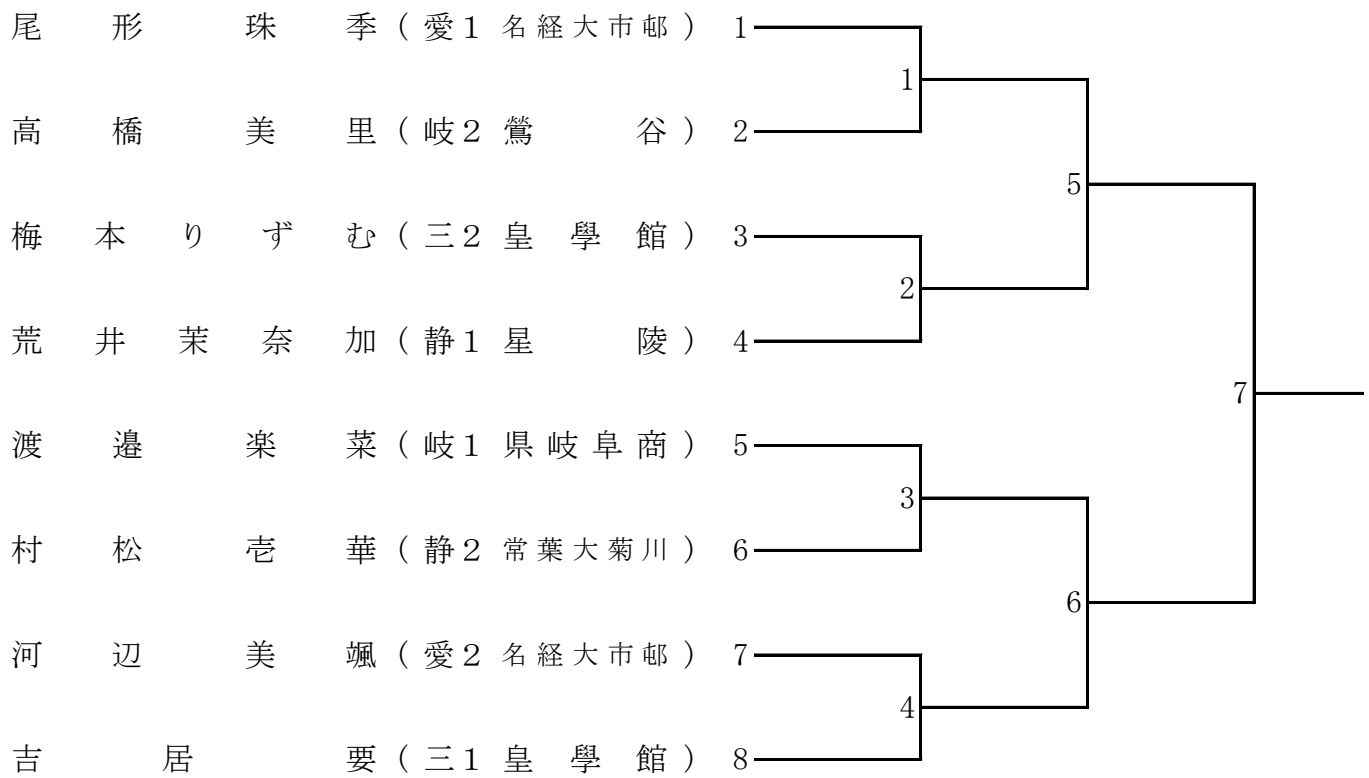 尾形珠季（愛1 名経大市邨） 1
1
高橋美里（岐2 鶯谷） 2
5
梅本りずむ（三2 皇學館） 3
2
荒井茉奈加（静1 星陵） 4
7
渡邉楽菜（岐1 県岐阜商） 5
3
村松壱華（静2 常葉大菊川） 6
6
河辺美颯（愛2 名経大市邨） 7
4
吉居要（三1 皇學館） 8